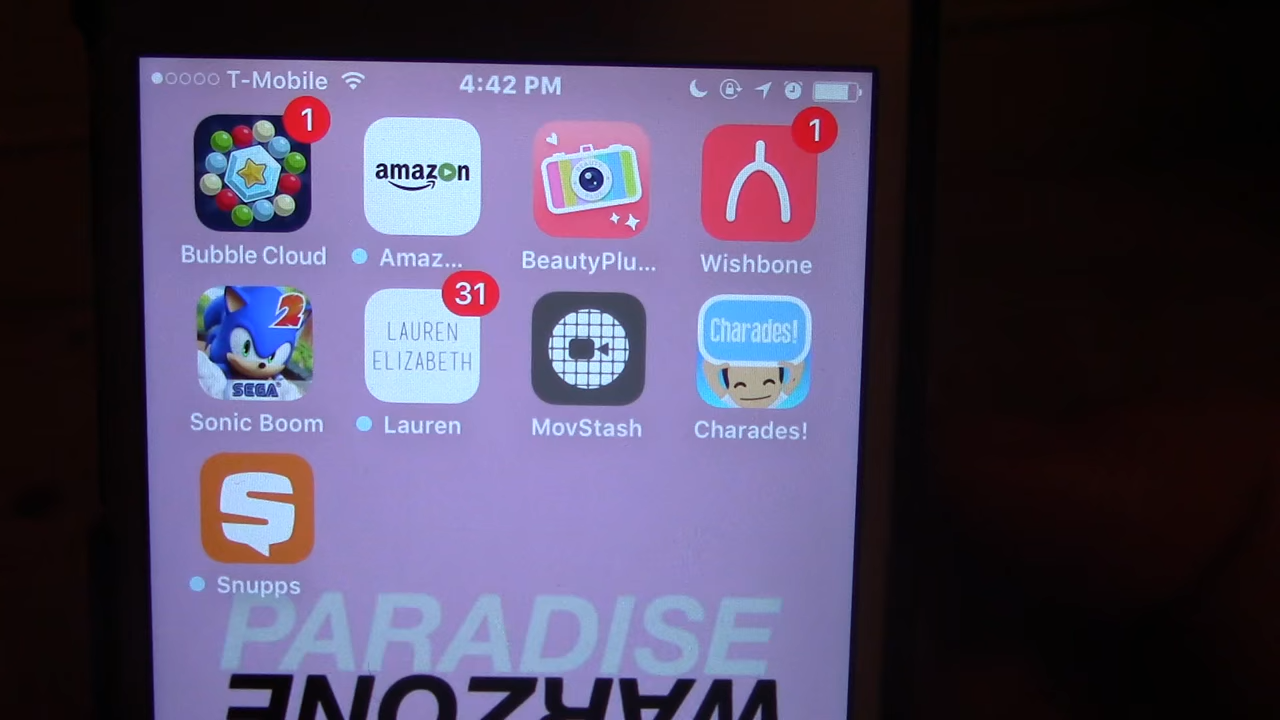 T-Mobile 4:42 PM
1 1
amazon
Bubble Cloud Amaz... BeautyPlu... Wishbone
31
2 LAUREN ELIZABETH Charades!
SEGA
Sonic Boom Lauren MovStash Charades!
S
Snupps
PARADISE
WARZONE